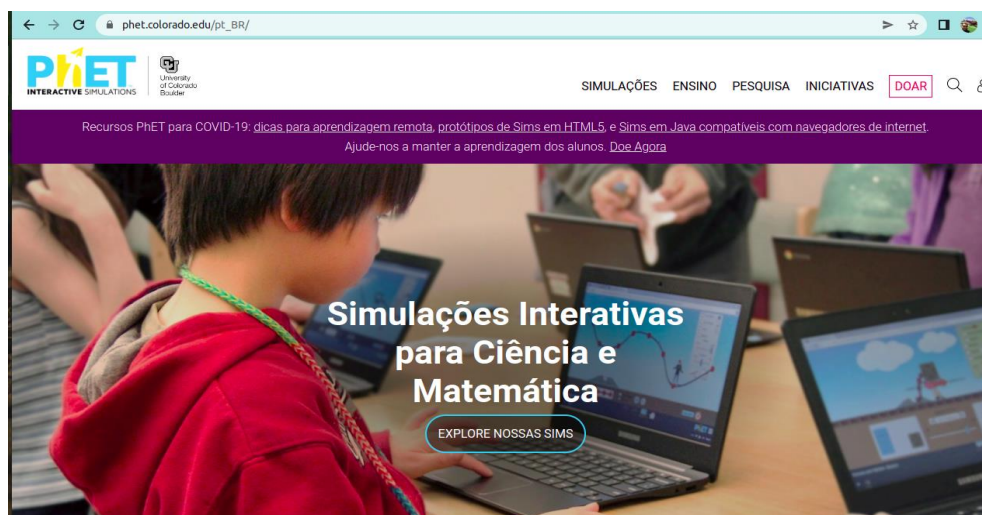 phet.colorado.edu/pt_BR/
PhET
INTERACTIVE SIMULATIONS
University
of Colorado
Boulder
SIMULAÇÕES ENSINO PESQUISA INICIATIVAS DOAR
Recursos PhET para COVID-19: dicas para aprendizagem remota, protótipos de Sims em HTML5, e Sims em Java compatíveis com navegadores de internet.
Ajude-nos a manter a aprendizagem dos alunos. Doe Agora
Simulações Interativas
para Ciência e
Matemática
EXPLORE NOSSAS SIMS
SAMSUNG